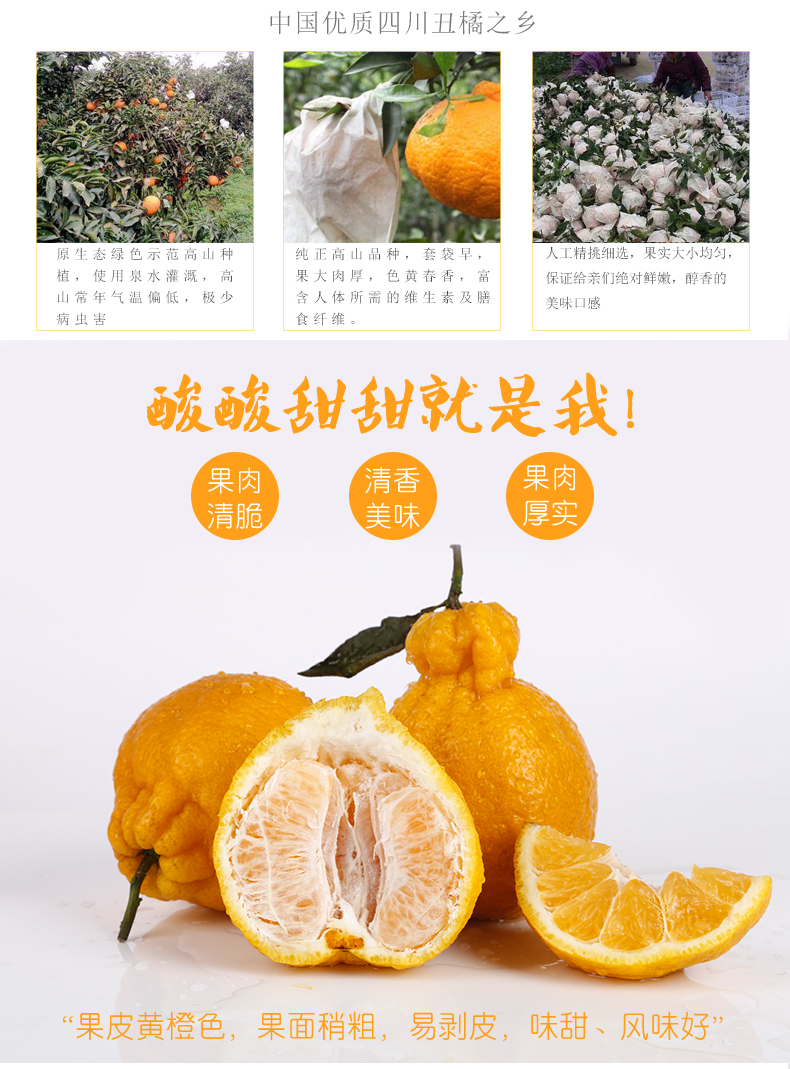 中国优质四川丑橘之乡
原生态绿色示范高山种
植，使用泉水灌溉，高
山常年气温偏低，极少
病虫害
纯正高山品种，套袋早，
果大肉厚，色黄春香，富
含人体所需的维生素及膳
食纤维。
人工精挑细选，果实大小均匀，
保证给亲们绝对鲜嫩，醇香的
美味口感
酸酸甜甜就是我！
果肉
清脆
清香
美味
果肉
厚实
“果皮黄橙色，果面稍粗，易剥皮，味甜、风味好”